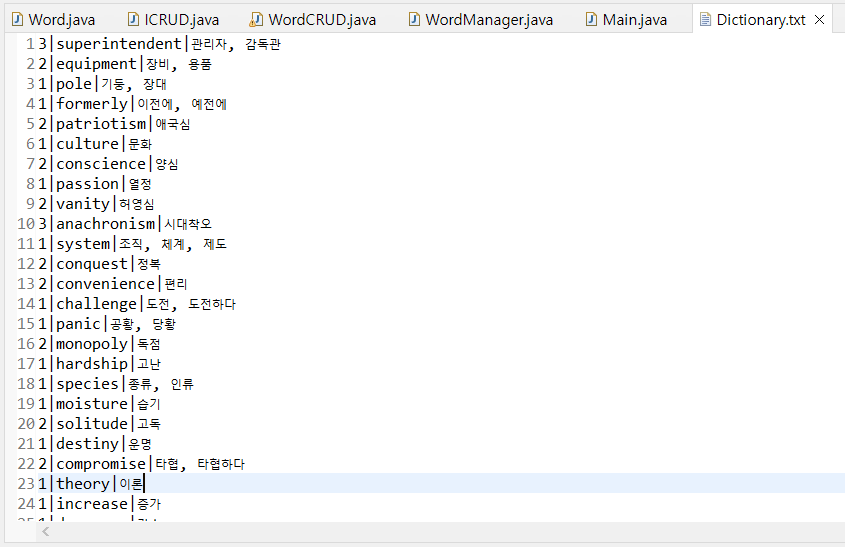 Word.java ICRUD.java WordCRUD.java WordManager.java Main.java Dictionary.txt
1 3|superintendent|관리자, 감독관
2 2|equipment|장비, 용품
3 1|pole|기둥, 장대
4 1|formerly|이전에, 예전에
5 2|patriotism|애국심
6 1|culture|문화
7 2|conscience|양심
8 1|passion|열정
9 2|vanity|허영심
10 3|anachronism|시대착오
11 1|system|조직, 체계, 제도
12 2|conquest|정복
13 2|convenience|편리
14 1|challenge|도전, 도전하다
15 1|panic|공황, 당황
16 2|monopoly|독점
17 1|hardship|고난
18 1|species|종류, 인류
19 1|moisture|습기
20 2|solitude|고독
21 1|destiny|운명
22 2|compromise|타협, 타협하다
23 1|theory|이론
24 1|increase|증가